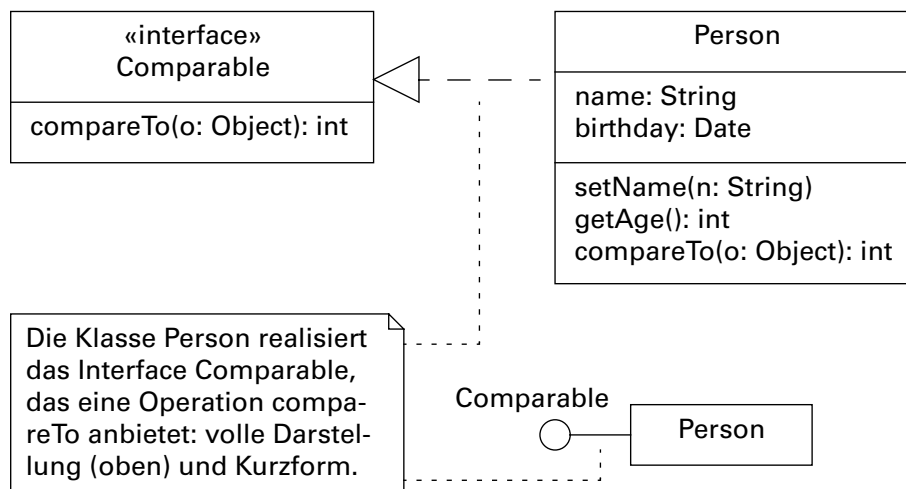 «interface»
Comparable
compareTo(o: Object): int
Person
name: String
birthday: Date
setName(n: String)
getAge(): int
compareTo(o: Object): int
Die Klasse Person realisiert
das Interface Comparable,
das eine Operation compa-
reTo anbietet: volle Darstel-
lung (oben) und Kurzform.
Comparable
Person